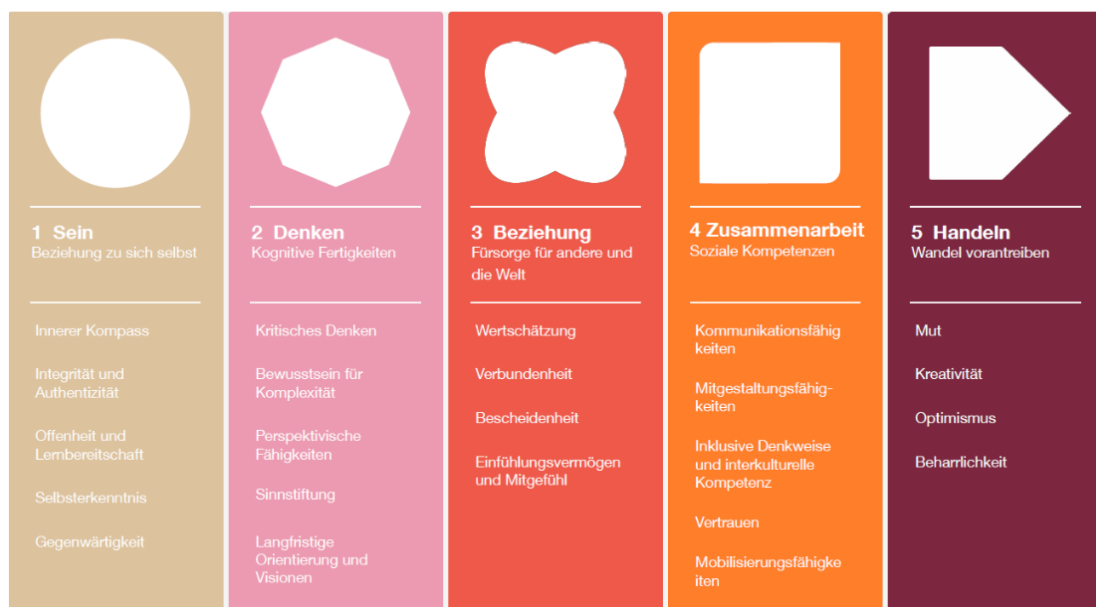 1 Sein
Beziehung zu sich selbst
Innerer Kompass
Integrität und
Authentizität
Offenheit und
Lernbereitschaft
Selbsterkenntnis
Gegenwärtigkeit
2 Denken
Kognitive Fertigkeiten
Kritisches Denken
Bewusstsein für
Komplexität
Perspektivische
Fähigkeiten
Sinnstiftung
Langfristige
Orientierung und
Visionen
3 Beziehung
Fürsorge für andere und
die Welt
Wertschätzung
Verbundenheit
Bescheidenheit
Einfühlungsvermögen
und Mitgefühl
4 Zusammenarbeit
Soziale Kompetenzen
Kommunikationsfähig
keiten
Mitgestaltungsfähig-
keiten
Inklusive Denkweise
und interkulturelle
Kompetenz
Vertrauen
Mobilisierungsfähigke
iten
5 Handeln
Wandel vorantreiben
Mut
Kreativität
Optimismus
Beharrlichkeit